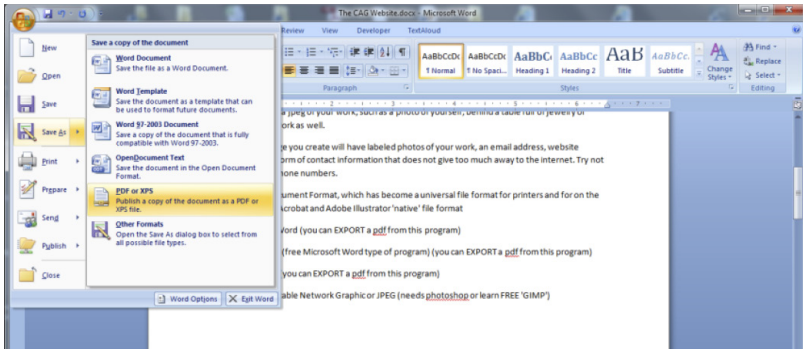 The CAG Website.docx - Microsoft Word
Review View Developer TextAloud
New
Open
Save
Save As
Print
Prepare
Send
Publish
Close
Save a copy of the document
Word Document
Save the file as a Word Document.
Word Template
Save the document as a template that can
be used to format future documents.
Word 97-2003 Document
Save a copy of the document that is fully
compatible with Word 97-2003.
OpenDocument Text
Save the document in the Open Document
Format.
PDF or XPS
Publish a copy of the document as a PDF or
XPS file.
Other Formats
Open the Save As dialog box to select from
all possible file types.
Word Options Exit Word
Paragraph
AaBbCcDc AaBbCcDc AaBbC AaBbCc AaB AaBbCc.
¶ Normal ¶ No Spaci... Heading 1 Heading 2 Title Subtitle
Change
Styles
Styles
Find
Replace
Select
Editing
a jpeg of your work, such as a photo of yourself, behind a table full of jewelry or
ork as well.
ge you create will have labeled photos of your work, an email address, website
orm of contact information that does not give too much away to the internet. Try not
hone numbers.
ument Format, which has become a universal file format for printers and for on the
Acrobat and Adobe Illustrator 'native' file format
Word (you can EXPORT a pdf from this program)
(free Microsoft Word type of program) (you can EXPORT a pdf from this program)
you can EXPORT a pdf from this program)
able Network Graphic or JPEG (needs photoshop or learn FREE 'GIMP')